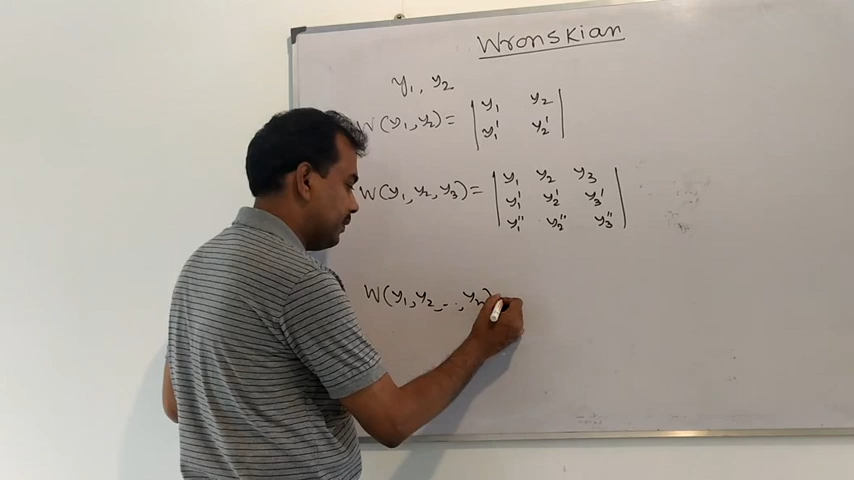 Wronskian
y₁, y₂
W(y₁,y₂)= | y₁ y₂ |
| y₁' y₂' |
W(y₁, y₂, y₃)= | y₁ y₂ y₃ |
| y₁' y₂' y₃' |
| y₁'' y₂'' y₃'' |
W(y₁,y₂,...,yₙ)